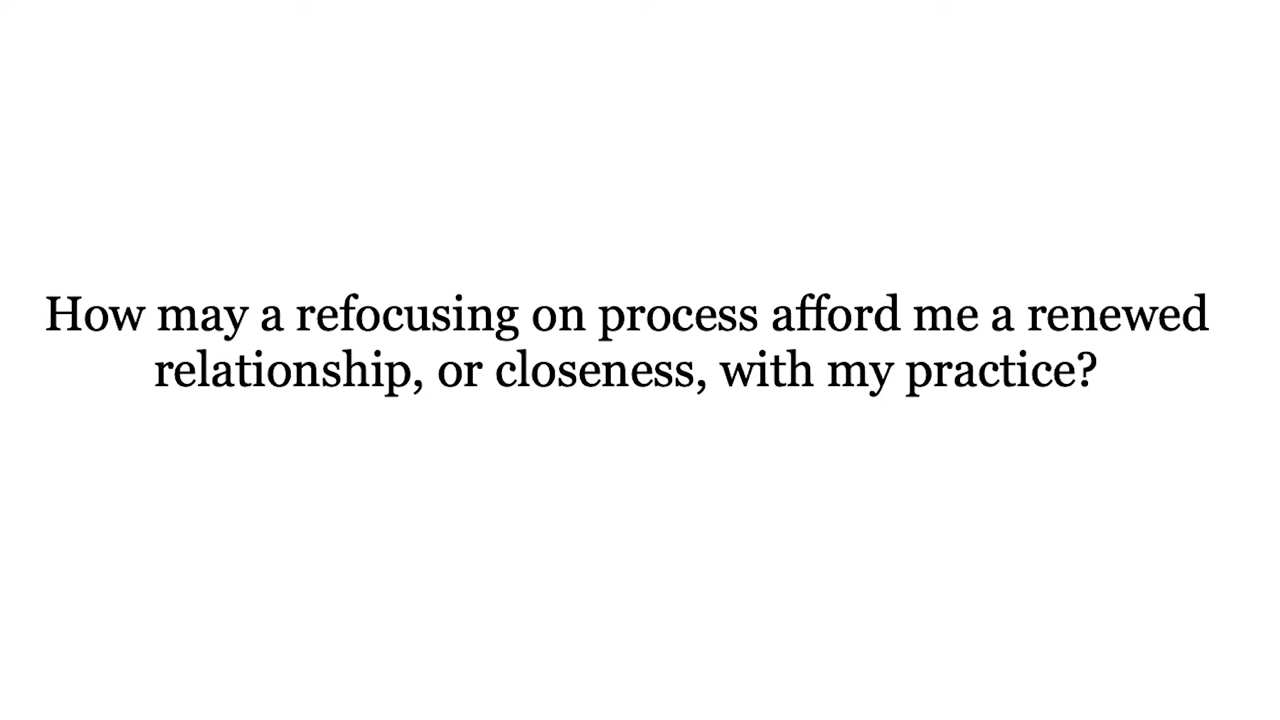 How may a refocusing on process afford me a renewed
relationship, or closeness, with my practice?